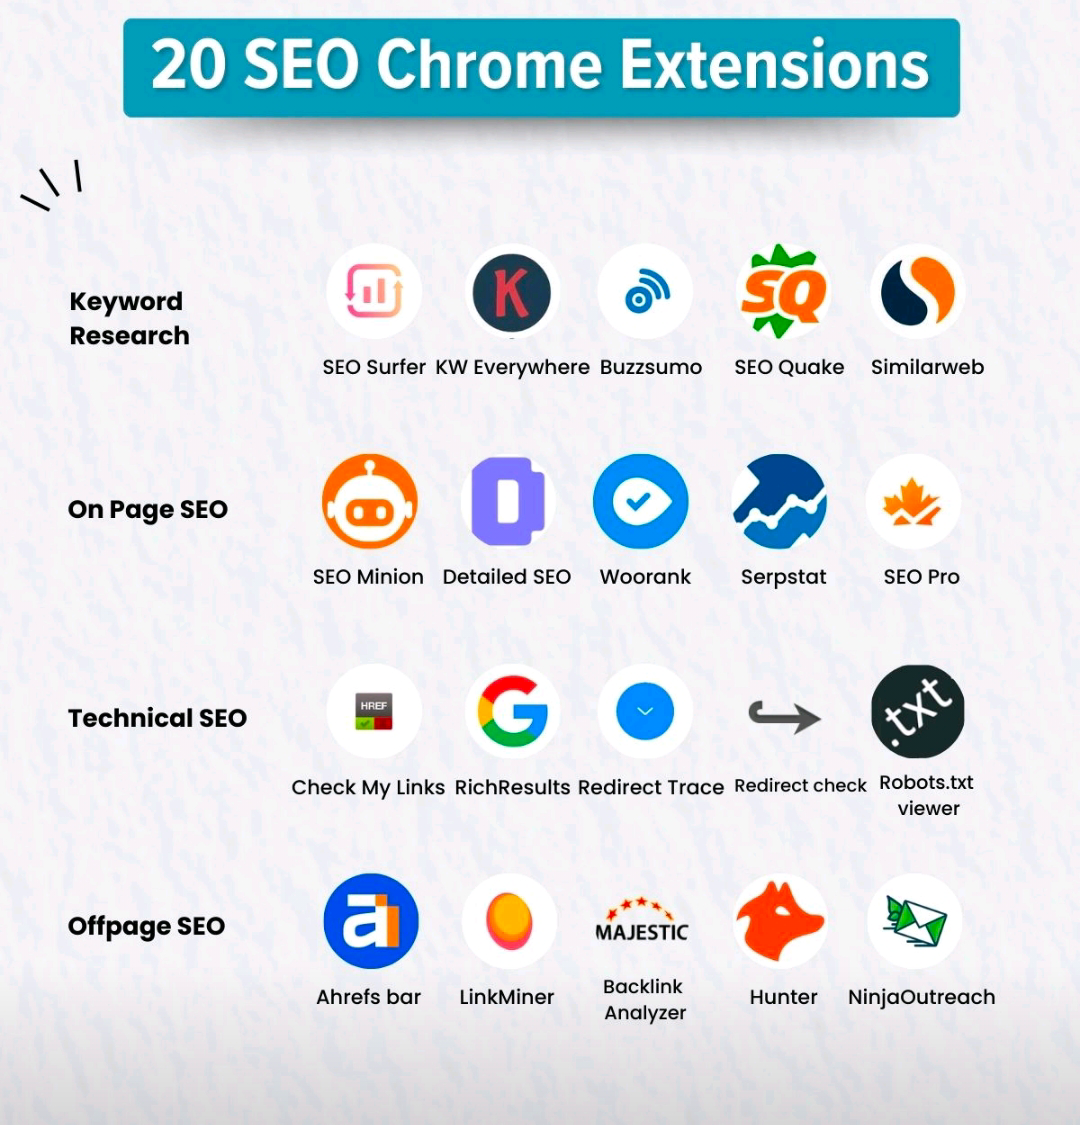 20 SEO Chrome Extensions
Keyword
Research
SQ
SEO Surfer KW Everywhere Buzzsumo SEO Quake Similarweb
On Page SEO
SEO Minion Detailed SEO Woorank Serpstat SEO Pro
HREF
.txt
Technical SEO
Check My Links RichResults Redirect Trace Redirect check Robots.txt
viewer
Offpage SEO
MAJESTIC
Ahrefs bar LinkMiner Backlink
Analyzer Hunter NinjaOutreach